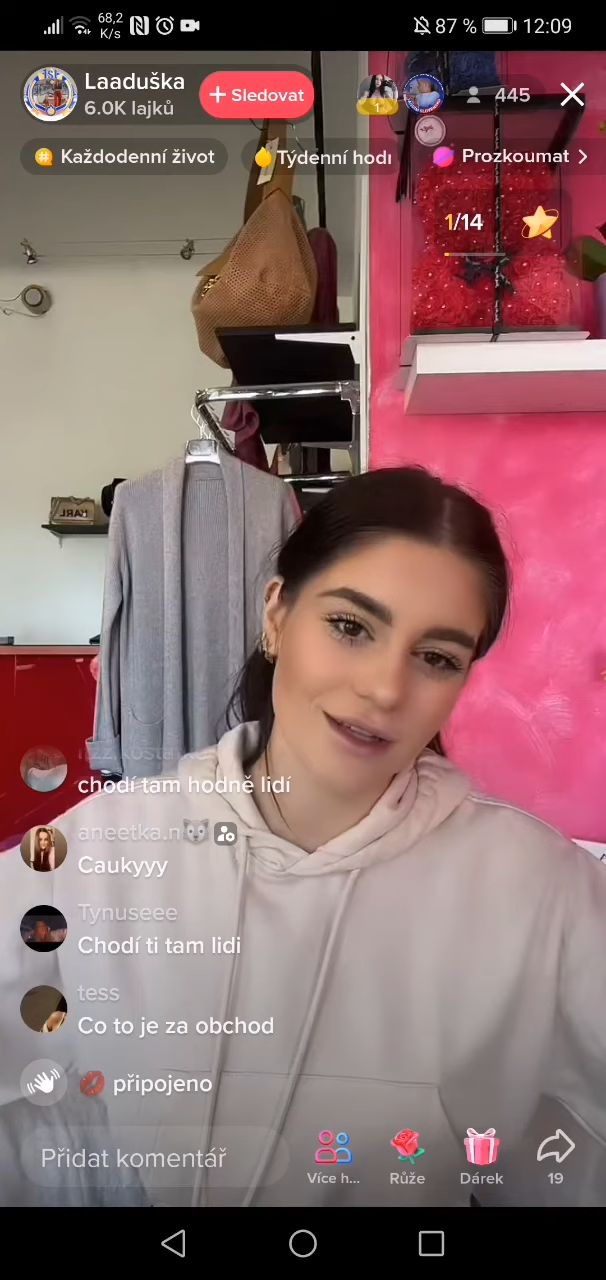 68,2
K/s
87 %
12:09
Laaduška
6.0K lajků
+ Sledovat
1
445
Každodenní život
Týdenní hodn
Prozkoumat
1/14
KARL
chodí tam hodně lidí
aneetka.n
Caukyyy
Tynuseee
Chodí ti tam lidi
tess
Co to je za obchod
připojeno
Přidat komentář
Více h...
Růže
Dárek
19